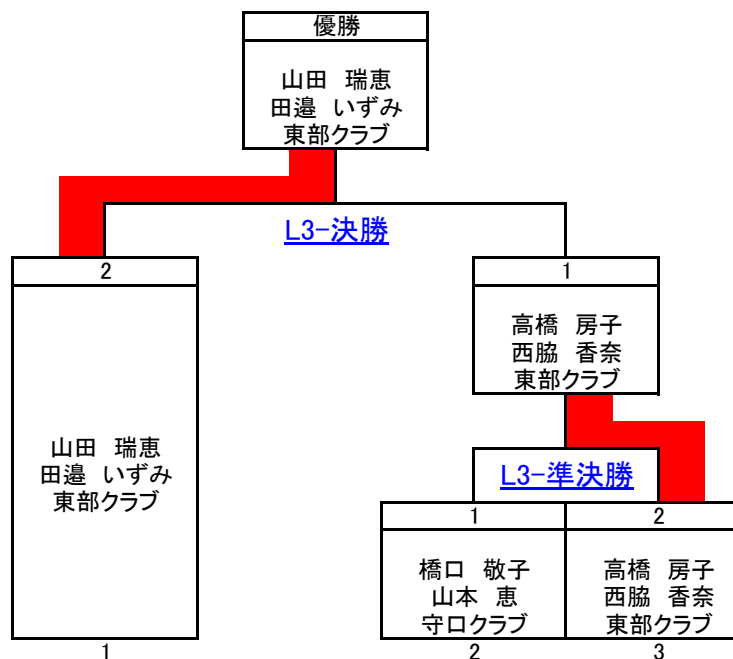 優勝
山田 瑞恵
田邉 いずみ
東部クラブ
L3-決勝
2
山田 瑞恵
田邉 いずみ
東部クラブ
1
1
高橋 房子
西脇 香奈
東部クラブ
L3-準決勝
1
橋口 敬子
山本 恵
守口クラブ
2
2
高橋 房子
西脇 香奈
東部クラブ
3